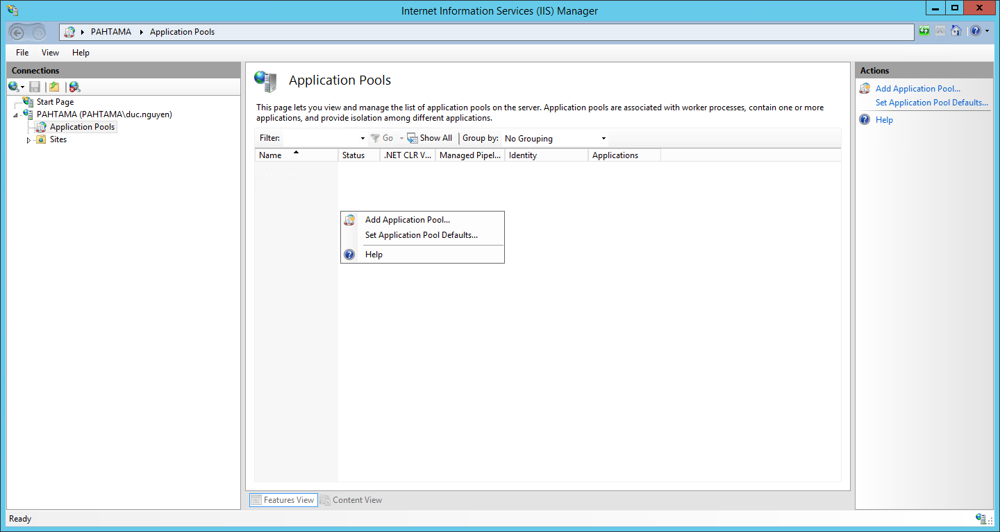 Internet Information Services (IIS) Manager
PAHTAMA Application Pools
File View Help
Connections
Start Page
PAHTAMA (PAHTAMA\duc.nguyen)
Application Pools
Sites
Application Pools
This page lets you view and manage the list of application pools on the server. Application pools are associated with worker processes, contain one or more
applications, and provide isolation among different applications.
Filter: Go Show All Group by: No Grouping
Name Status .NET CLR V... Managed Pipel... Identity Applications
Add Application Pool...
Set Application Pool Defaults...
Help
Features View Content View
Actions
Add Application Pool...
Set Application Pool Defaults...
Help
Ready